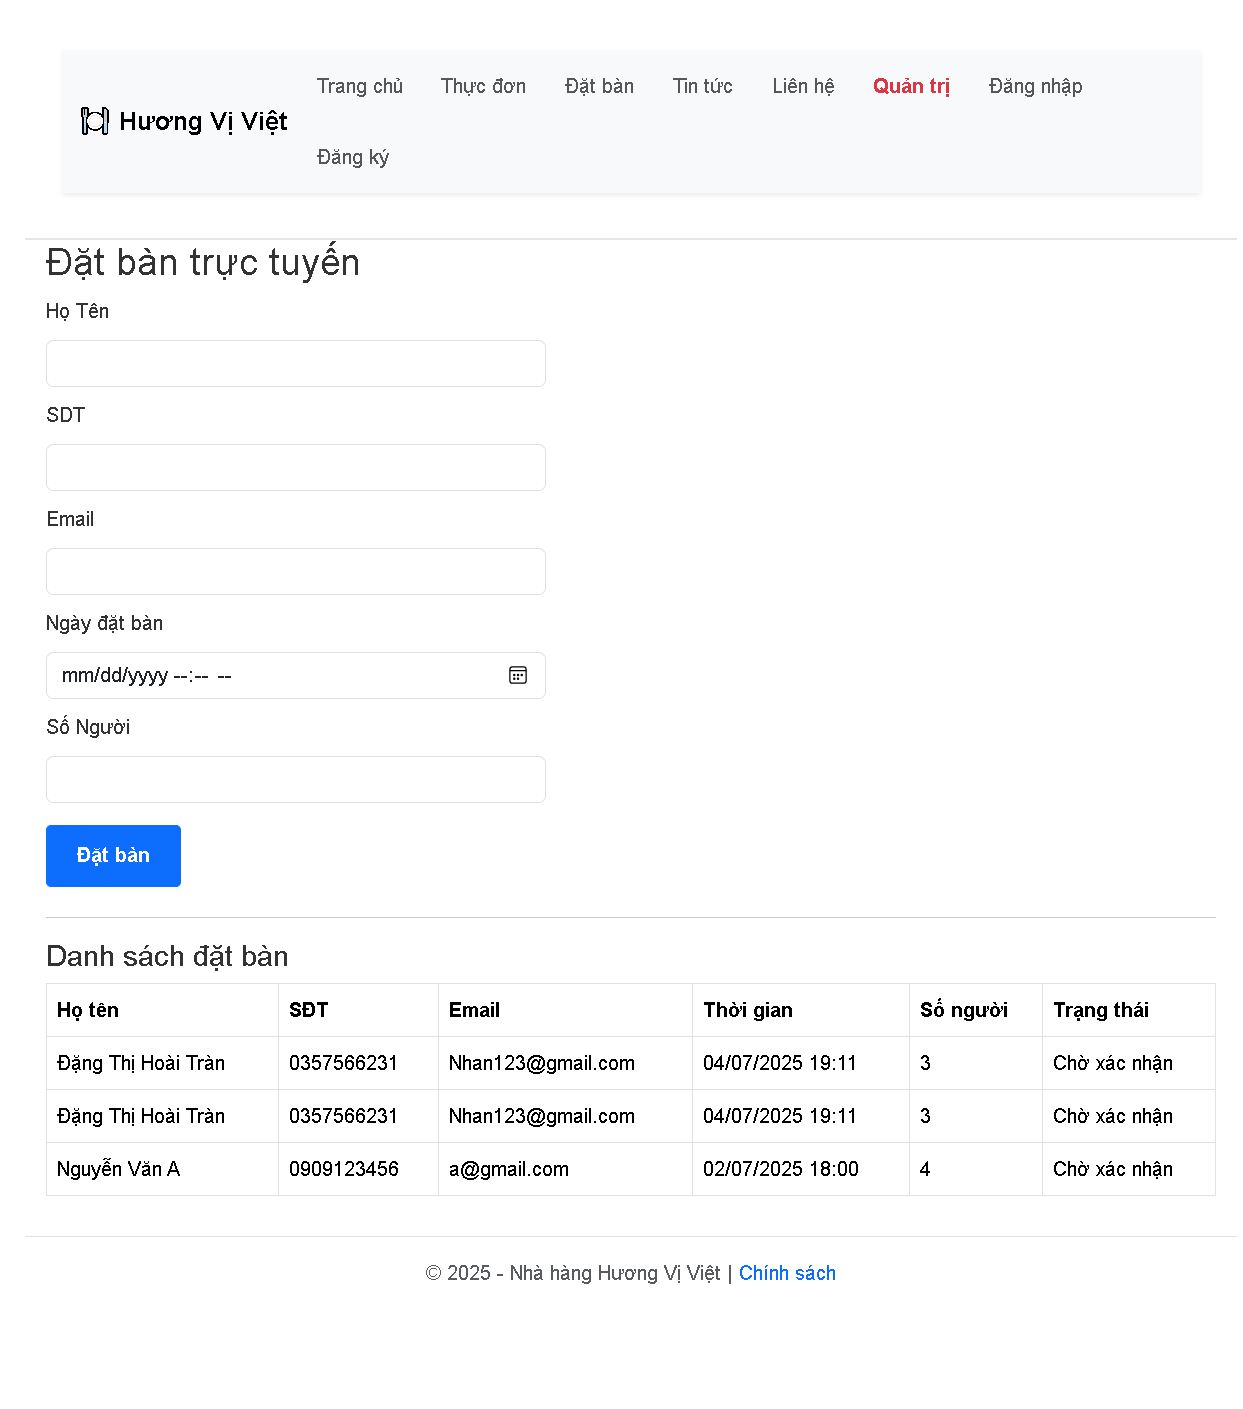 Trang chủ Thực đơn Đặt bàn Tin tức Liên hệ Quản trị Đăng nhập
Hương Vị Việt
Đăng ký
Đặt bàn trực tuyến
Họ Tên
SDT
Email
Ngày đặt bàn
mm/dd/yyyy --:-- --
Số Người
Đặt bàn
Danh sách đặt bàn
Họ tên SĐT Email Thời gian Số người Trạng thái
Đặng Thị Hoài Tràn 0357566231 Nhan123@gmail.com 04/07/2025 19:11 3 Chờ xác nhận
Đặng Thị Hoài Tràn 0357566231 Nhan123@gmail.com 04/07/2025 19:11 3 Chờ xác nhận
Nguyễn Văn A 0909123456 a@gmail.com 02/07/2025 18:00 4 Chờ xác nhận
© 2025 - Nhà hàng Hương Vị Việt | Chính sách